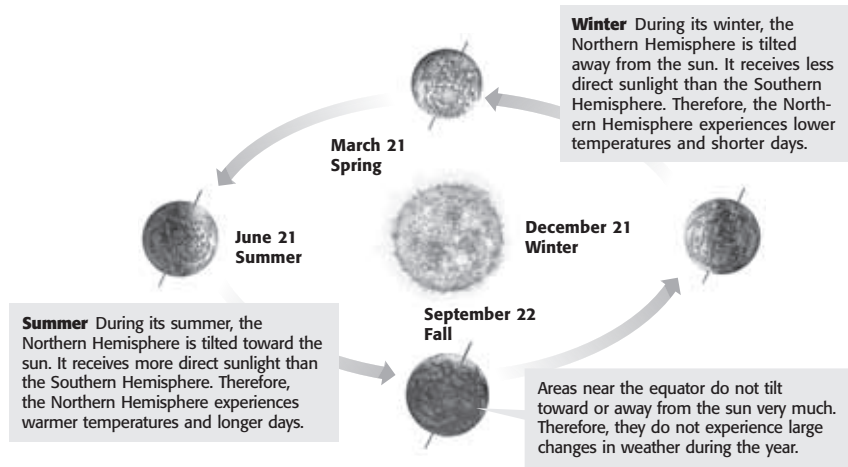 Winter During its winter, the
Northern Hemisphere is tilted
away from the sun. It receives less
direct sunlight than the Southern
Hemisphere. Therefore, the North-
ern Hemisphere experiences lower
temperatures and shorter days.
March 21
Spring
June 21
Summer
December 21
Winter
September 22
Fall
Summer During its summer, the
Northern Hemisphere is tilted toward the
sun. It receives more direct sunlight than
the Southern Hemisphere. Therefore,
the Northern Hemisphere experiences
warmer temperatures and longer days.
Areas near the equator do not tilt
toward or away from the sun very much.
Therefore, they do not experience large
changes in weather during the year.